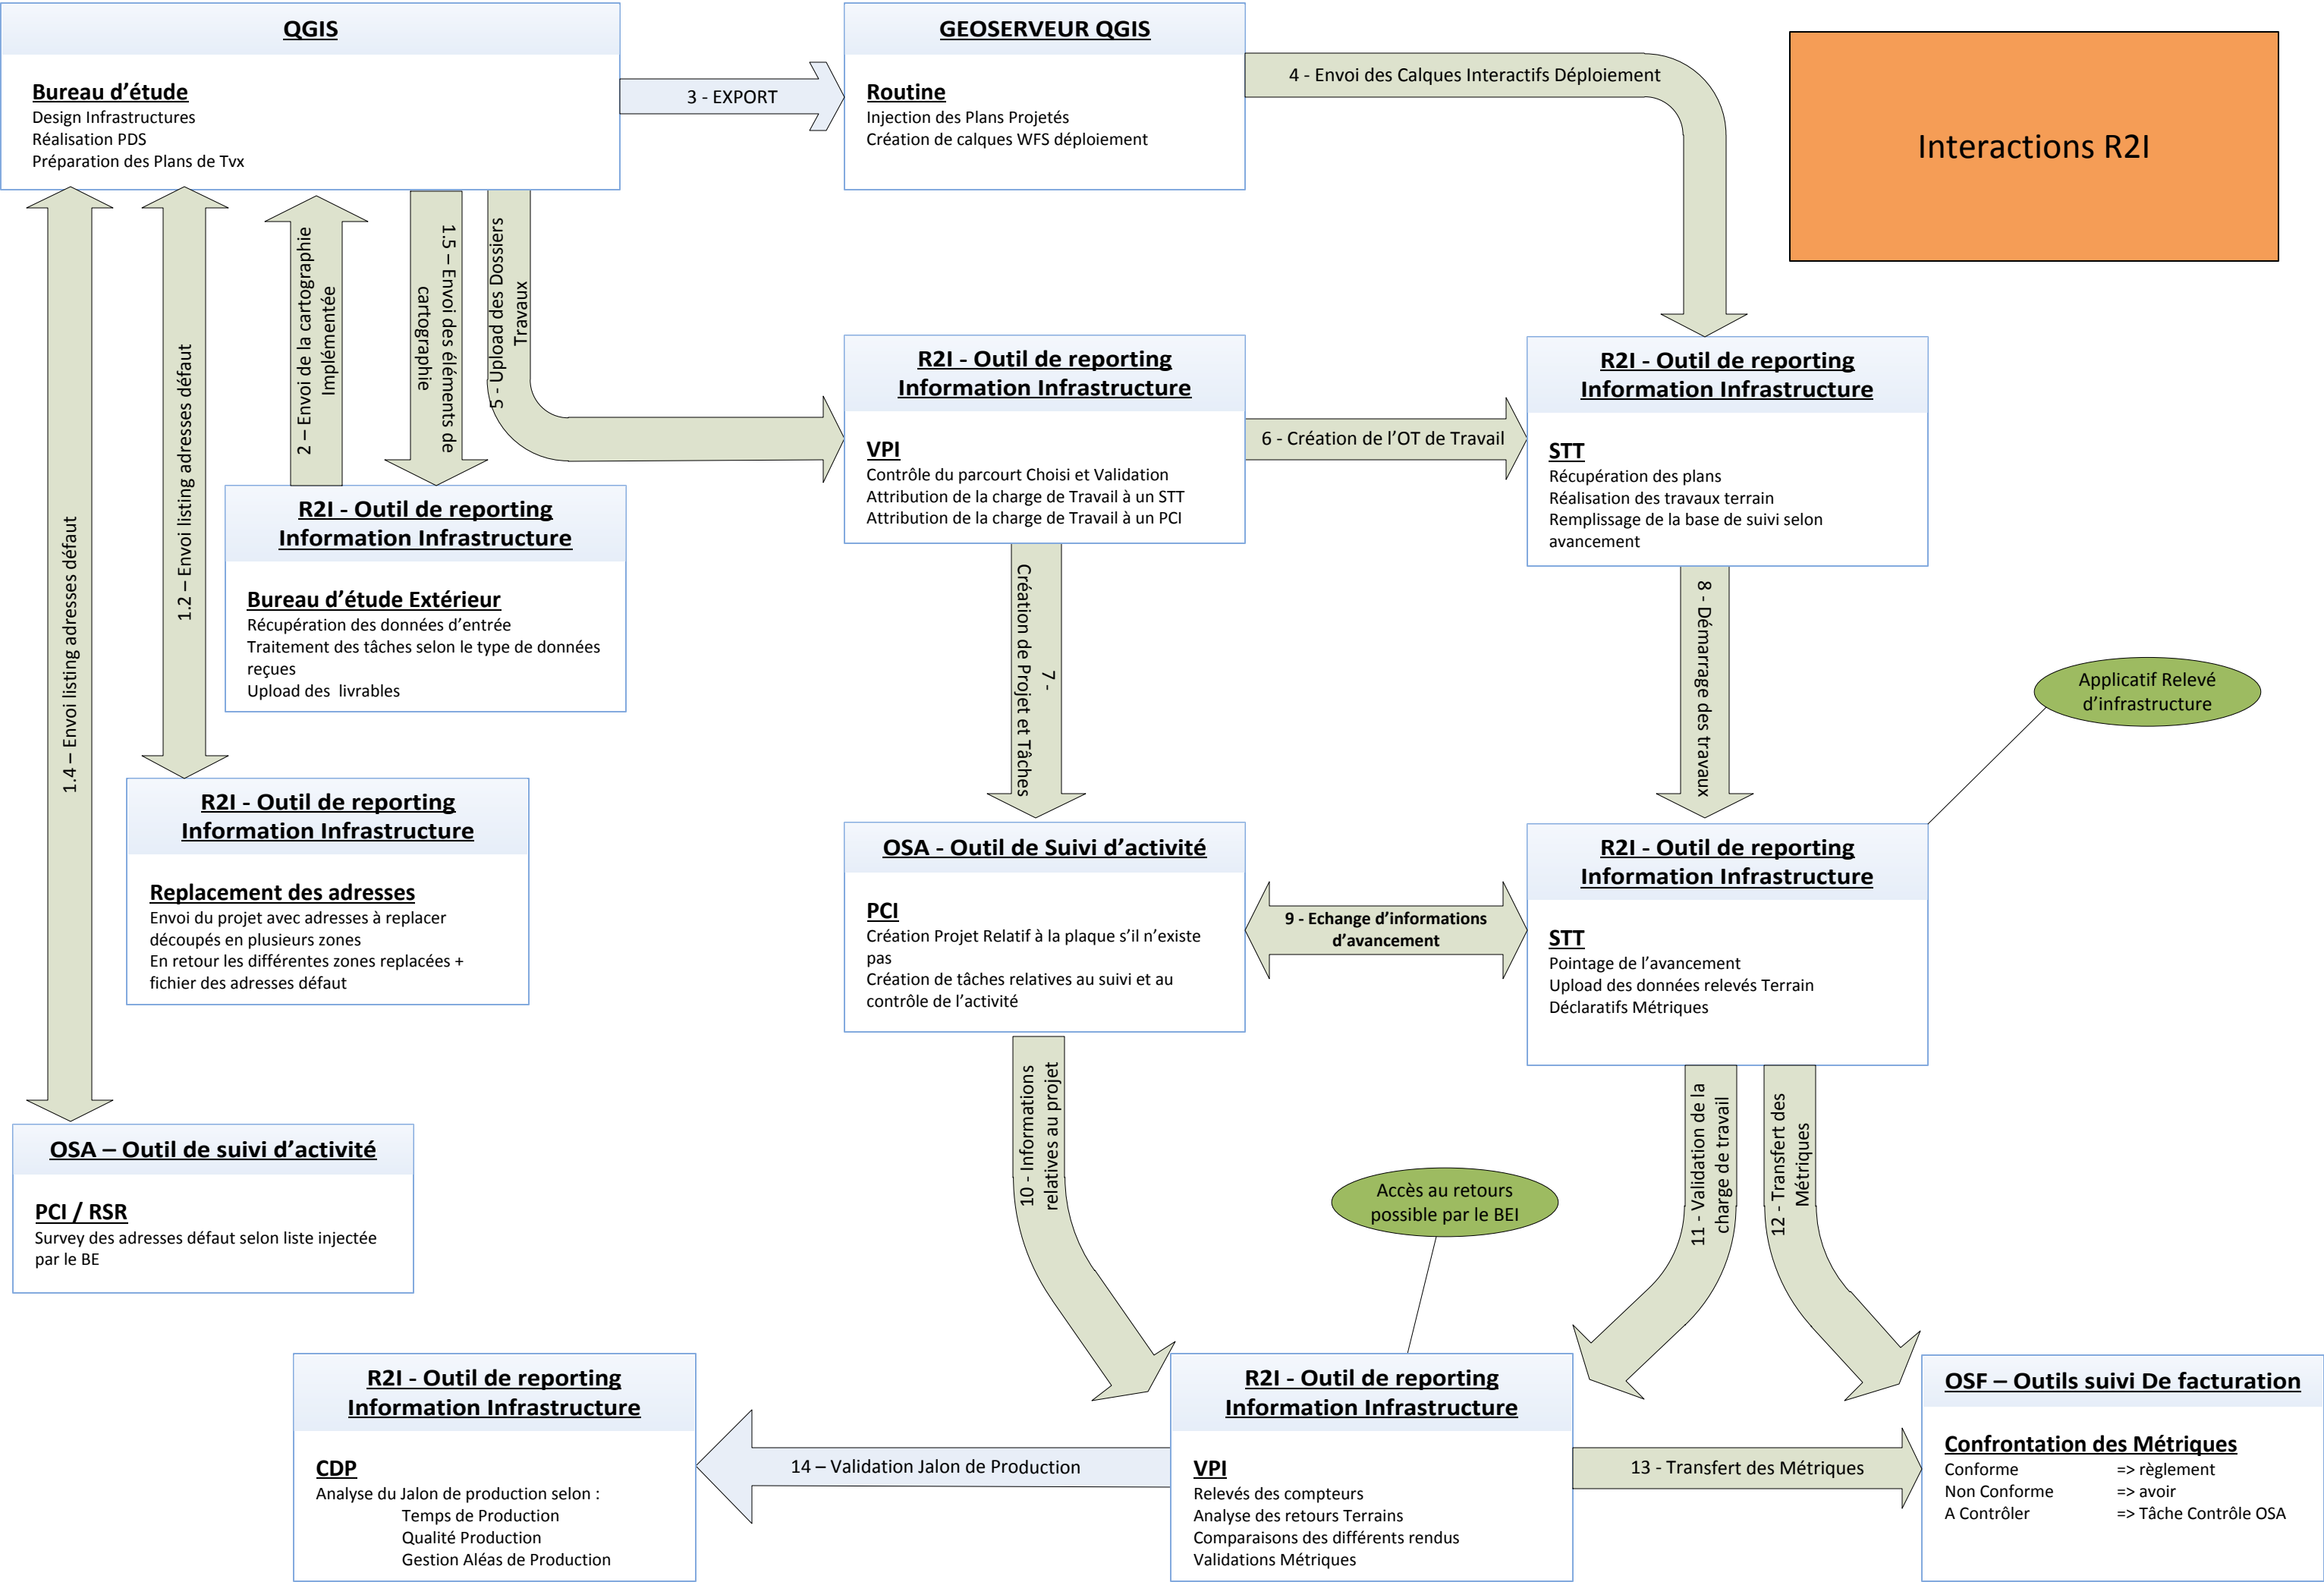 QGIS
Bureau d’étude
Design Infrastructures
Réalisation PDS
Préparation des Plans de Tvx
3 - EXPORT
GEOSERVEUR QGIS
Routine
Injection des Plans Projetés
Création de calques WFS déploiement
4 - Envoi des Calques Interactifs Déploiement
Interactions R2I
1.4 – Envoi listing adresses défaut
1.2 – Envoi listing adresses défaut
2 – Envoi de la cartographie
Implémentée
1.5 – Envoi des éléments de
cartographie
5 - Upload des Dossiers
Travaux
R2I - Outil de reporting
Information Infrastructure
VPI
Contrôle du parcourt Choisi et Validation
Attribution de la charge de Travail à un STT
Attribution de la charge de Travail à un PCI
6 - Création de l’OT de Travail
R2I - Outil de reporting
Information Infrastructure
STT
Récupération des plans
Réalisation des travaux terrain
Remplissage de la base de suivi selon
avancement
R2I - Outil de reporting
Information Infrastructure
Bureau d’étude Extérieur
Récupération des données d’entrée
Traitement des tâches selon le type de données
reçues
Upload des  livrables
7 -
Création de Projet et Tâches
8 - Démarrage des travaux
Applicatif Relevé
d’infrastructure
R2I - Outil de reporting
Information Infrastructure
Replacement des adresses
Envoi du projet avec adresses à replacer
découpés en plusieurs zones
En retour les différentes zones replacées +
fichier des adresses défaut
OSA - Outil de Suivi d’activité
PCI
Création Projet Relatif à la plaque s’il n’existe
pas
Création de tâches relatives au suivi et au
contrôle de l’activité
9 - Echange d’informations
d’avancement
R2I - Outil de reporting
Information Infrastructure
STT
Pointage de l’avancement
Upload des données relevés Terrain
Déclaratifs Métriques
OSA – Outil de suivi d’activité
PCI / RSR
Survey des adresses défaut selon liste injectée
par le BE
10 - Informations
relatives au projet
11 - Validation de la
charge de travail
12 - Transfert des
Métriques
Accès au retours
possible par le BEI
R2I - Outil de reporting
Information Infrastructure
CDP
Analyse du Jalon de production selon :
Temps de Production
Qualité Production
Gestion Aléas de Production
14 – Validation Jalon de Production
R2I - Outil de reporting
Information Infrastructure
VPI
Relevés des compteurs
Analyse des retours Terrains
Comparaisons des différents rendus
Validations Métriques
13 - Transfert des Métriques
OSF – Outils suivi De facturation
Confrontation des Métriques
Conforme => règlement
Non Conforme => avoir
A Contrôler => Tâche Contrôle OSA